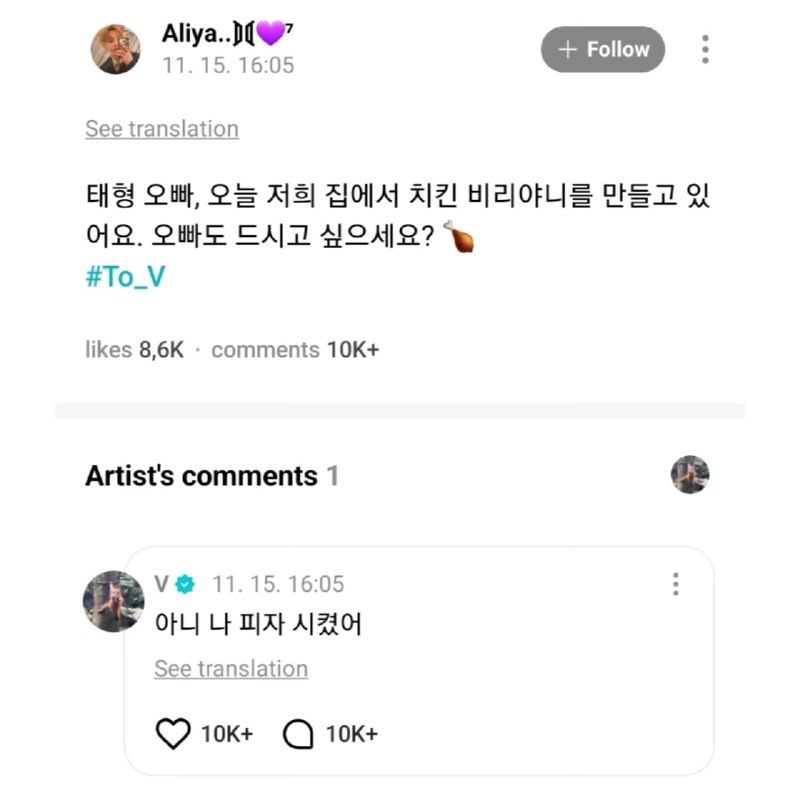 Aliya..💜⁷
11. 15. 16:05
+ Follow
See translation
태형 오빠, 오늘 저희 집에서 치킨 비리야니를 만들고 있
어요. 오빠도 드시고 싶으세요? 🍗
#To_V
likes 8,6K · comments 10K+
Artist's comments 1
V 11. 15. 16:05
아니 나 피자 시켰어
See translation
10K+ 10K+